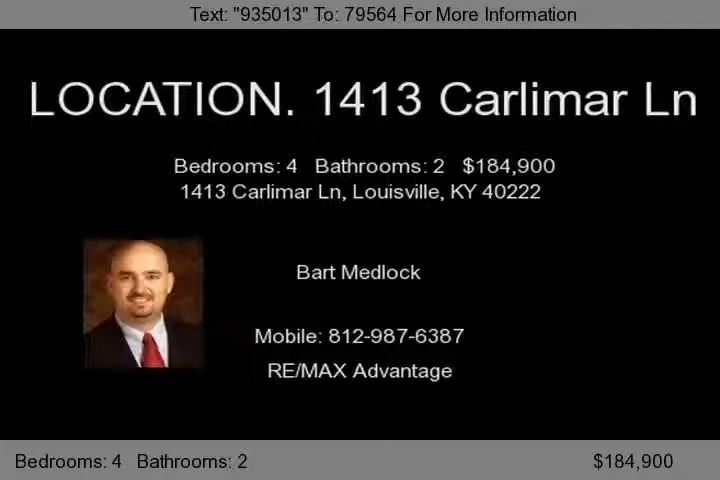 Text: "935013" To: 79564 For More Information
LOCATION. 1413 Carlimar Ln
Bedrooms: 4 Bathrooms: 2 $184,900
1413 Carlimar Ln, Louisville, KY 40222
Bart Medlock
Mobile: 812-987-6387
RE/MAX Advantage
Bedrooms: 4 Bathrooms: 2 $184,900